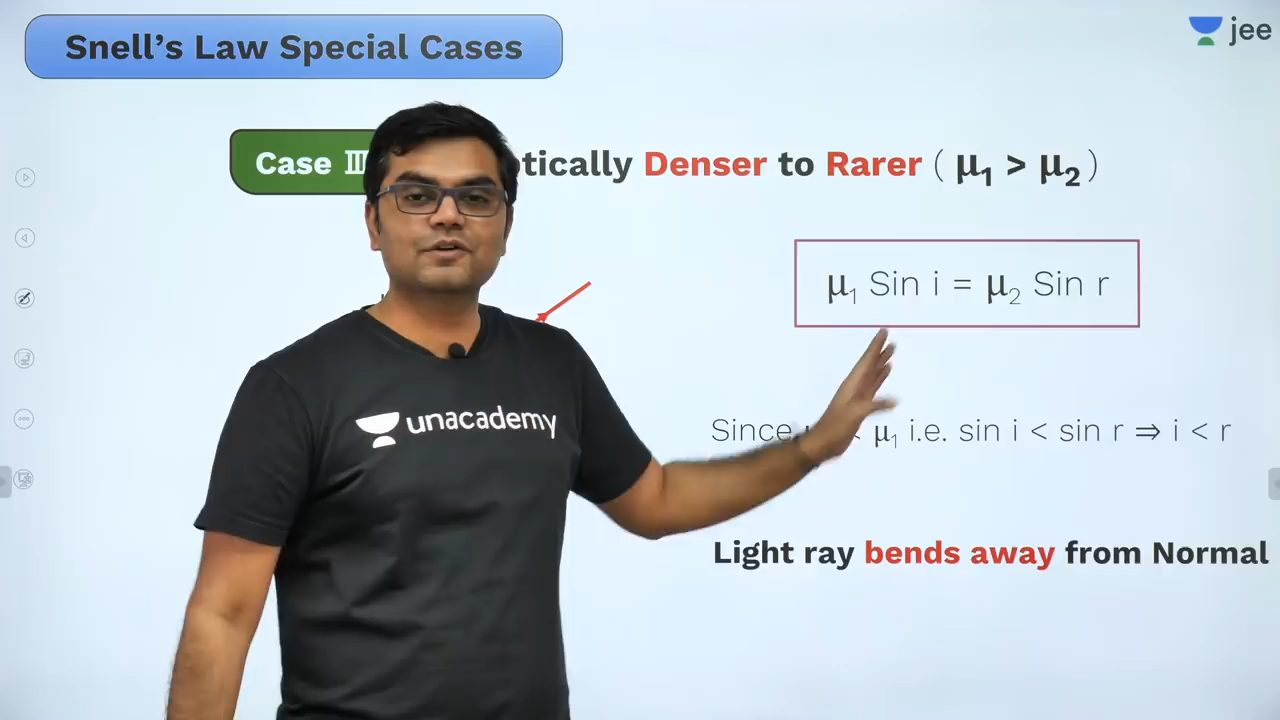 Snell's Law Special Cases
jee
Case III
Denser to Rarer ( μ₁ > μ₂ )
μ₁ Sin i = μ₂ Sin r
Since < μ₁ i.e. sin i < sin r ⇒ i < r
unacademy
Light ray bends away from Normal